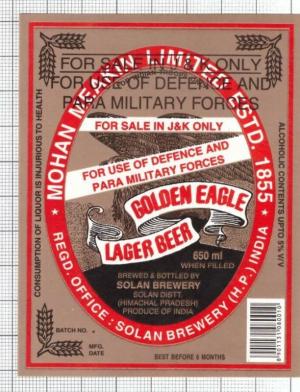 FOR SALE IN J&K ONLY
FOR USE OF DEFENCE AND
PARA MILITARY FORCES
MOHAN MEAKIN LIMITED ESTD. 1855
FOR SALE IN J&K ONLY
FOR USE OF DEFENCE AND
PARA MILITARY FORCES
GOLDEN EAGLE
LAGER BEER
650 ml
WHEN FILLED
BREWED & BOTTLED BY
SOLAN BREWERY
SOLAN DISTT.
(HIMACHAL PRADESH)
PRODUCE OF INDIA
REGD. OFFICE: SOLAN BREWERY (H.P.) INDIA
CONSUMPTION OF LIQUOR IS INJURIOUS TO HEALTH
ALCOHOLIC CONTENTS UPTO 5% V/V
BATCH NO.
MFG.
DATE
BEST BEFORE 6 MONTHS